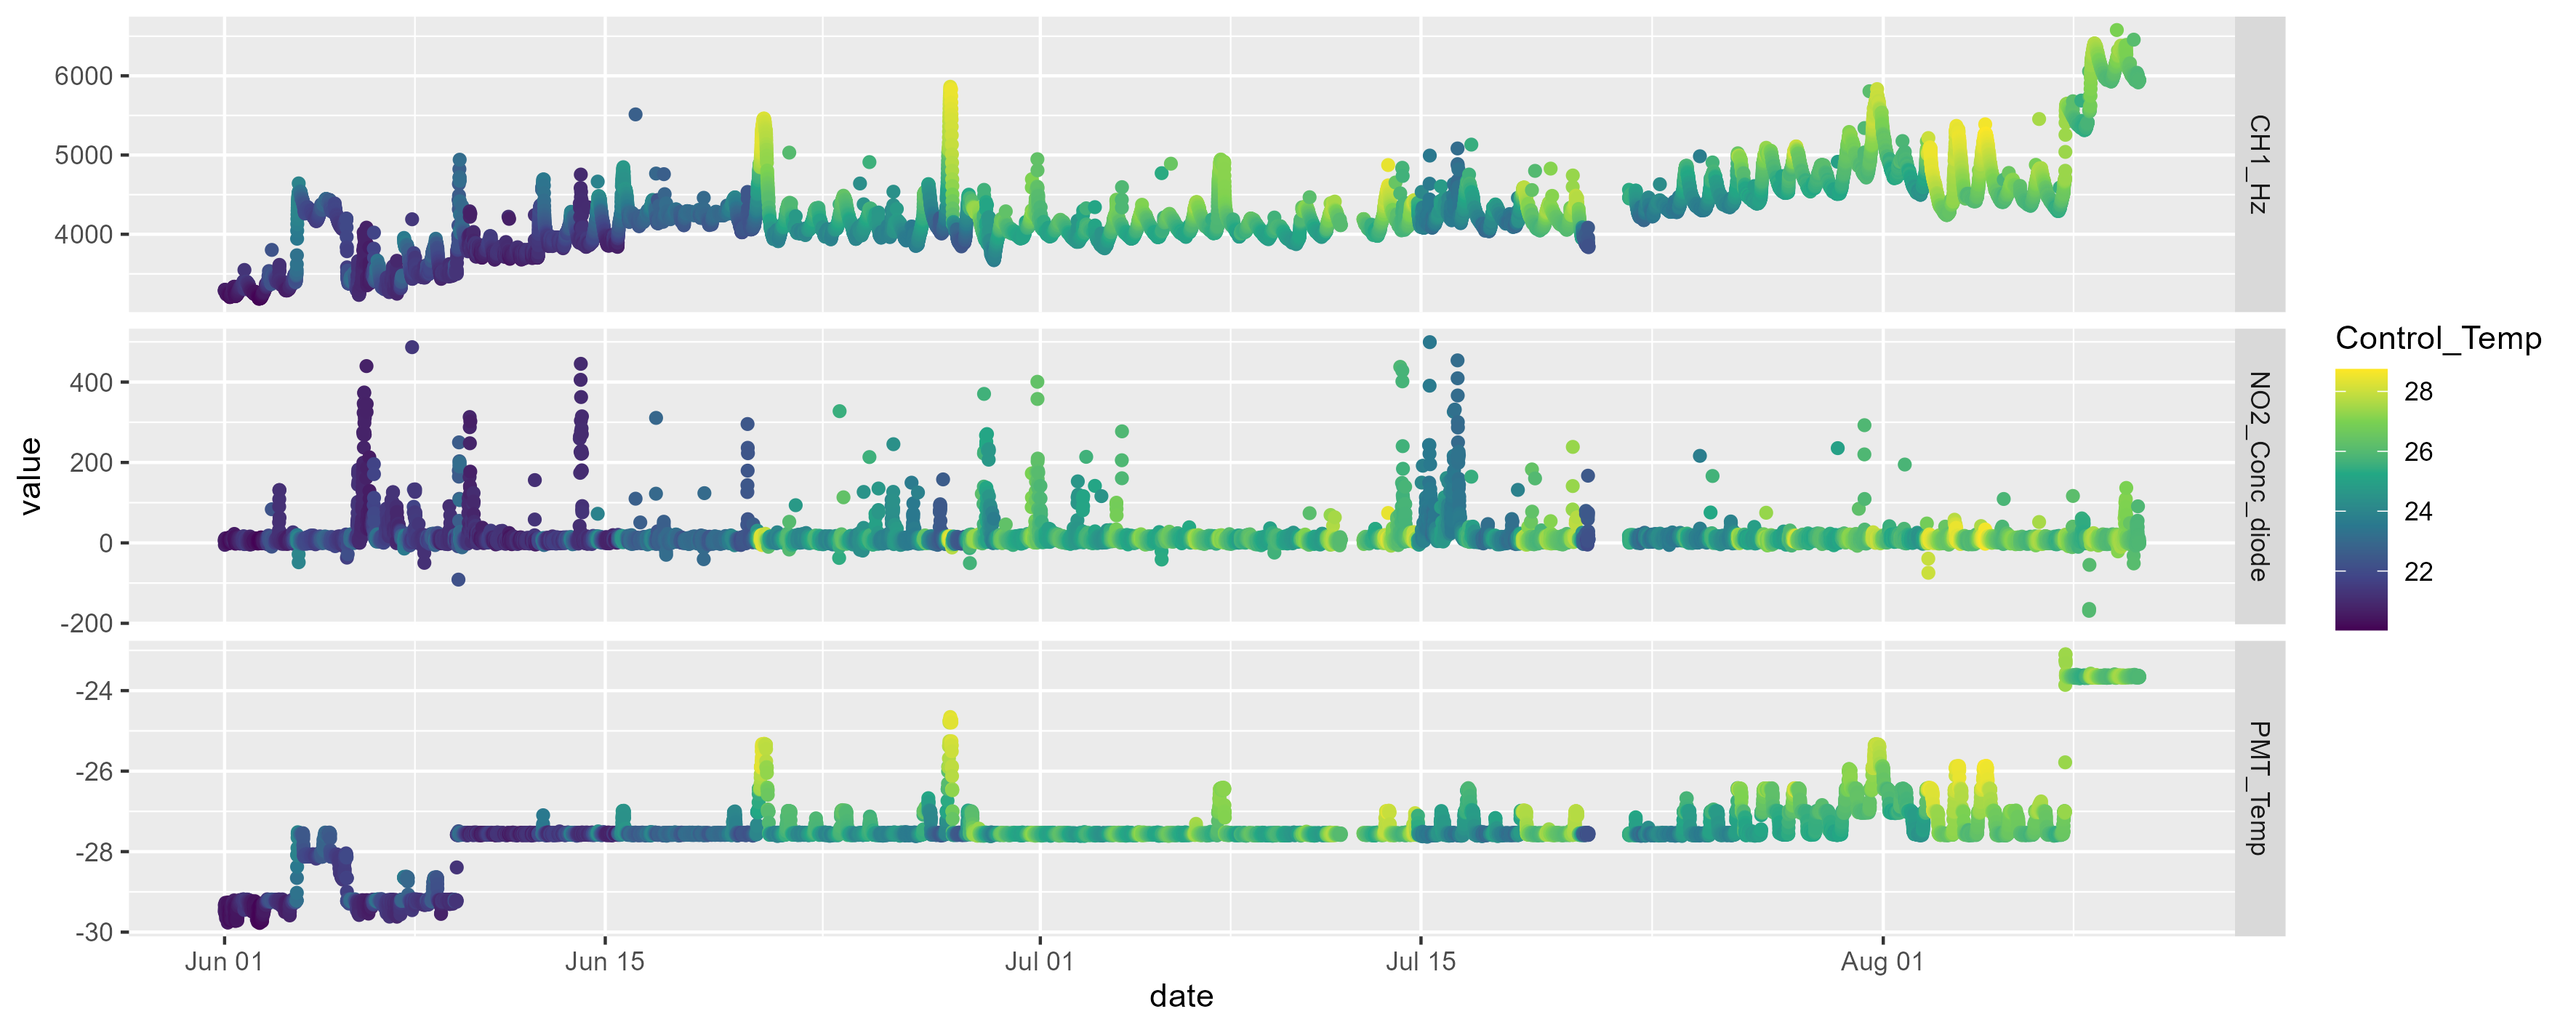 6000
5000
4000
CH1_Hz
400
200
0
-200
NO2_Conc_diode
-24
-26
-28
-30
PMT_Temp
value
Jun 01
Jun 15
Jul 01
Jul 15
Aug 01
date
Control_Temp
28
26
24
22